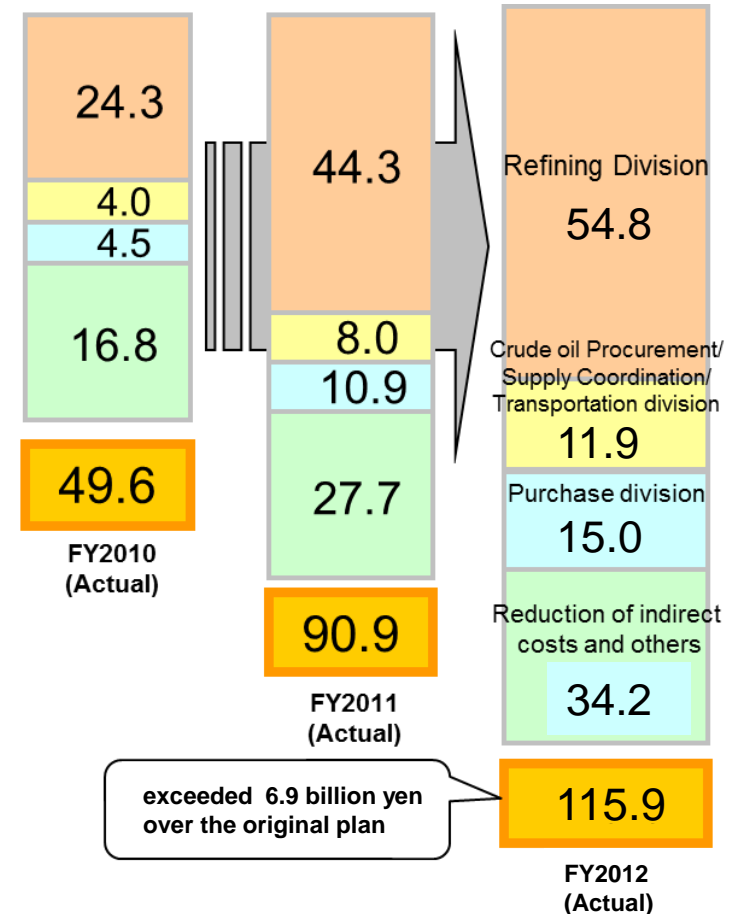 24.3
4.0
4.5
16.8
49.6
FY2010
(Actual)
44.3
8.0
10.9
27.7
90.9
FY2011
(Actual)
Refining Division
54.8
Crude oil Procurement/
Supply Coordination/
Transportation division
11.9
Purchase division
15.0
Reduction of indirect
costs and others
34.2
115.9
FY2012
(Actual)
exceeded 6.9 billion yen
over the original plan